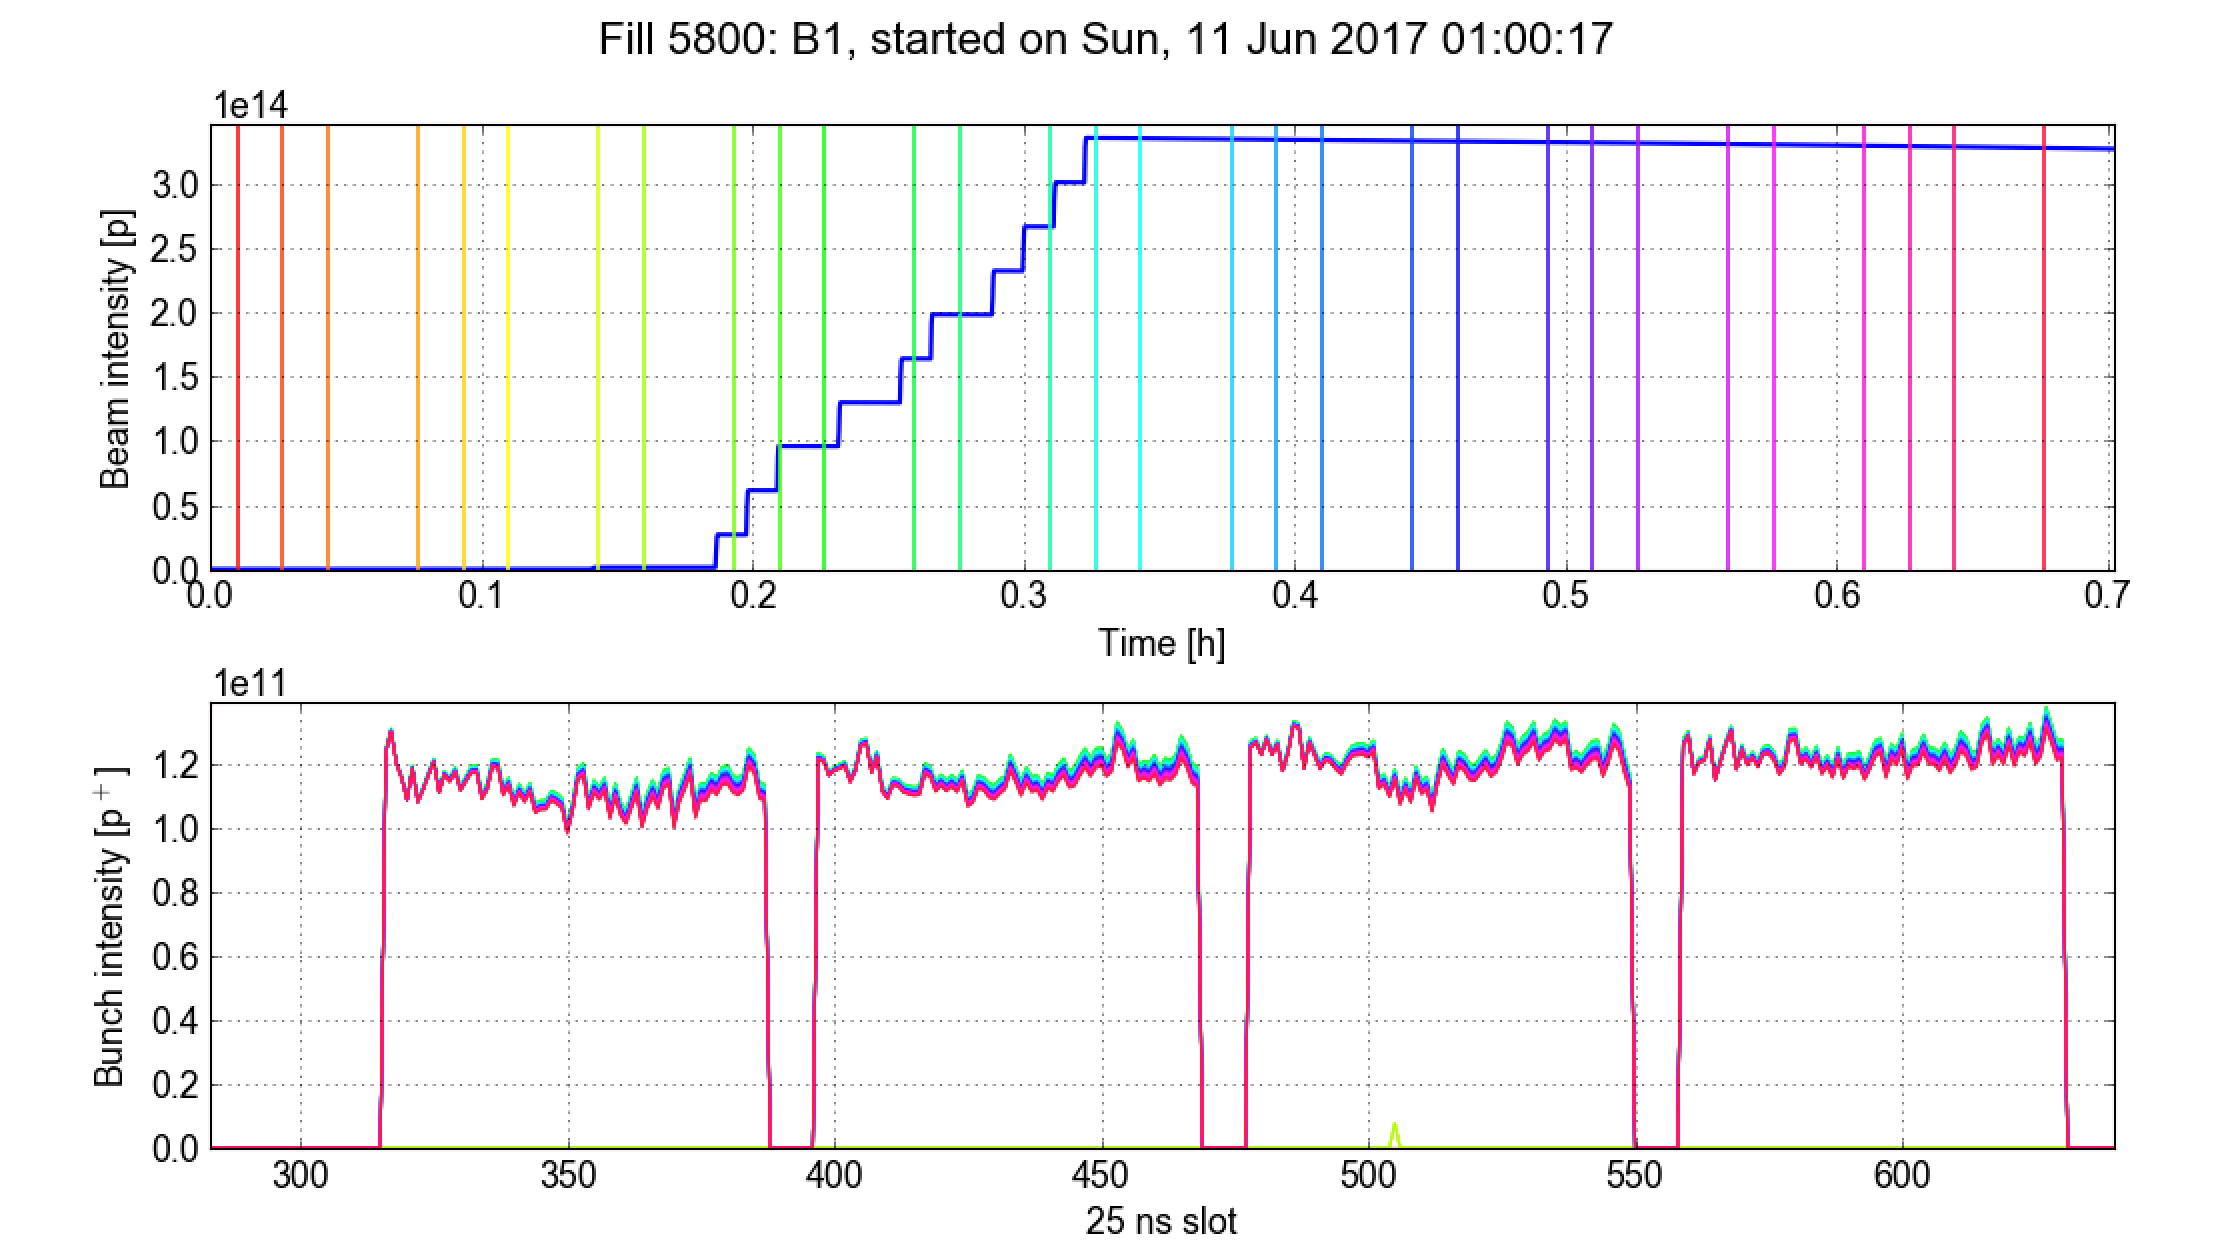 Fill 5800: B1, started on Sun, 11 Jun 2017 01:00:17
1e14
Beam intensity [p]
3.0
2.5
2.0
1.5
1.0
0.5
0.0
0.0 0.1 0.2 0.3 0.4 0.5 0.6 0.7
Time [h]
1e11
Bunch intensity [p⁺]
1.2
1.0
0.8
0.6
0.4
0.2
0.0
300 350 400 450 500 550 600
25 ns slot